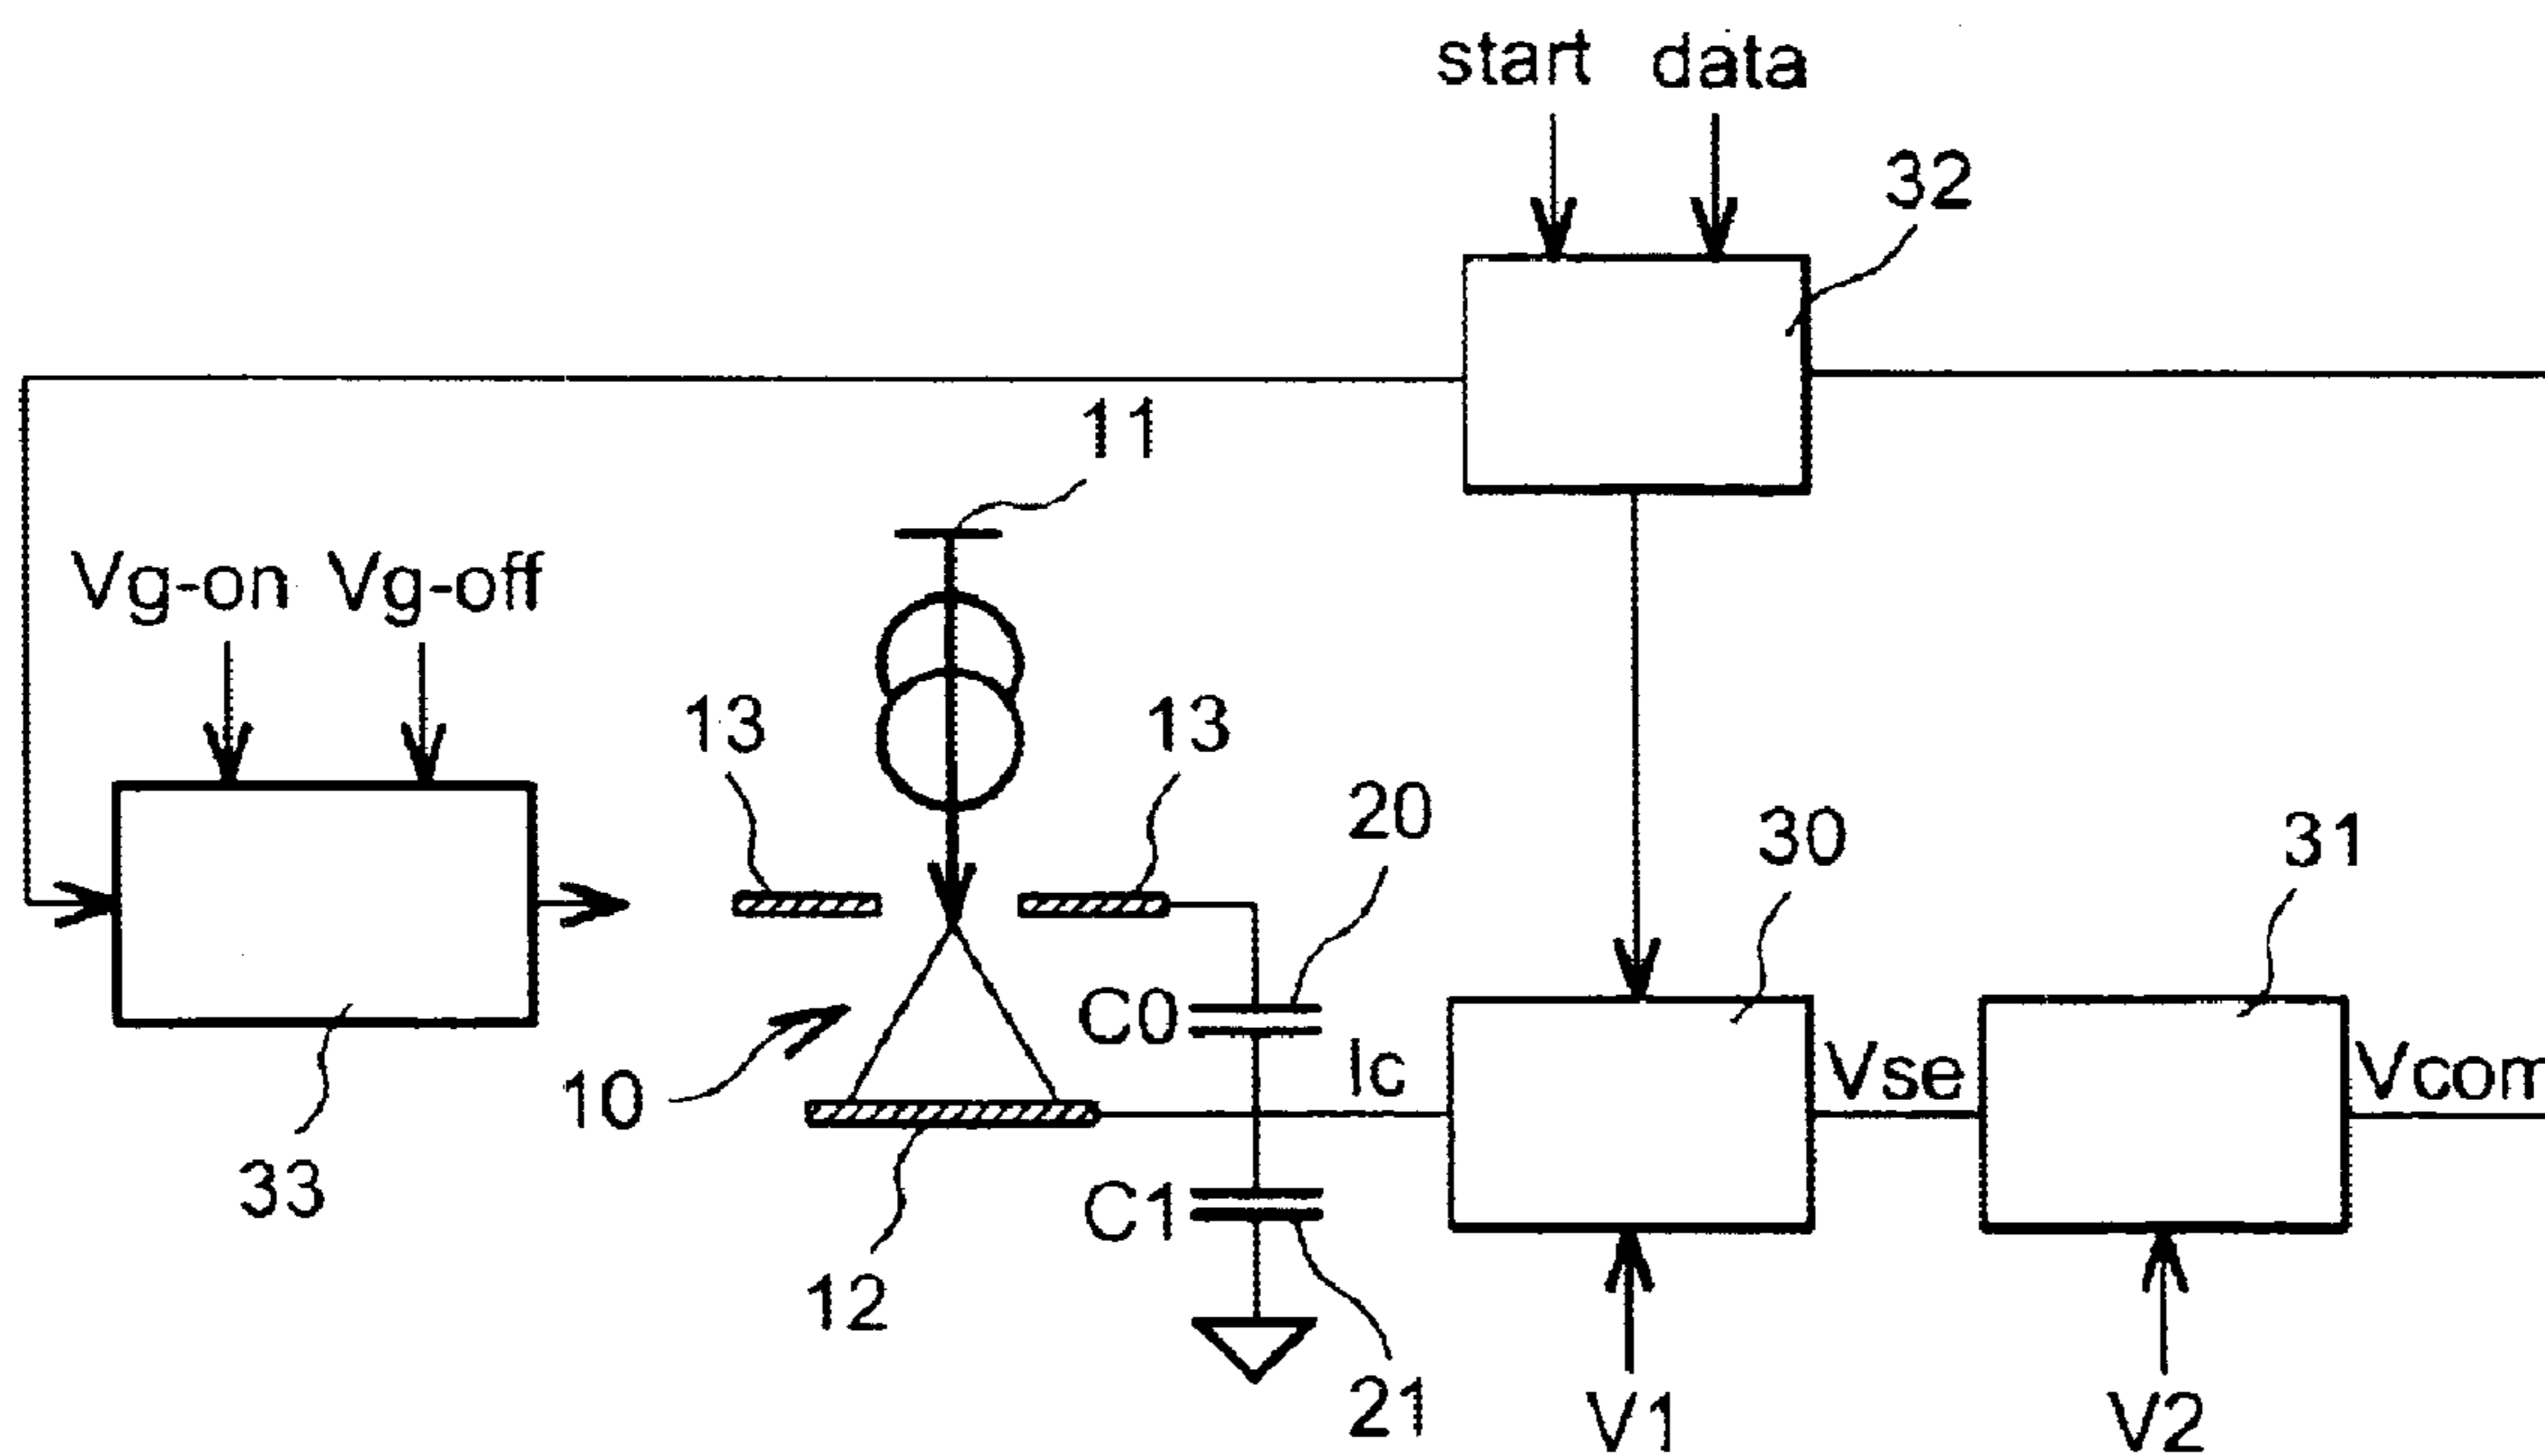 start data
32
11
Vg-on Vg-off
13
13
20
30
31
C0
Ic
Vse
Vcom
10
33
C1
12
21
V1
V2